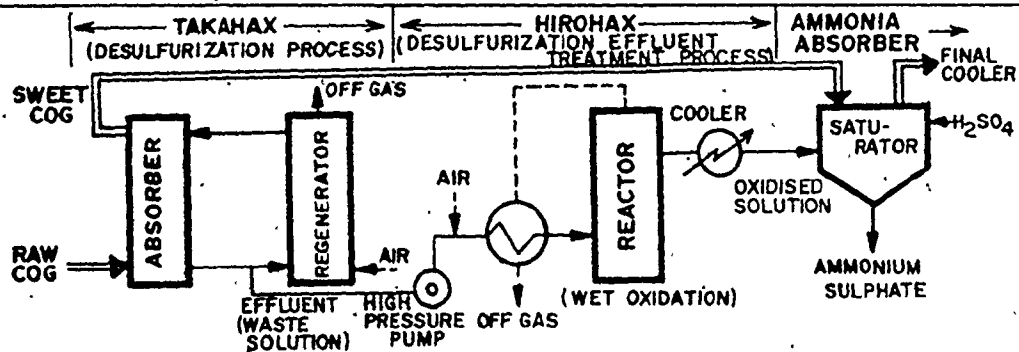 TAKAHAX
(DESULFURIZATION PROCESS)
HIROHAX
(DESULFURIZATION EFFLUENT
TREATMENT PROCESS)
AMMONIA
ABSORBER
FINAL
COOLER
SWEET
COG
OFF GAS
COOLER
SATU-
RATOR
H2SO4
ABSORBER
REGENERATOR
AIR
REACTOR
OXIDISED
SOLUTION
RAW
COG
AIR
AMMONIUM
SULPHATE
EFFLUENT
(WASTE
SOLUTION)
HIGH
PRESSURE
PUMP
OFF GAS
(WET OXIDATION)